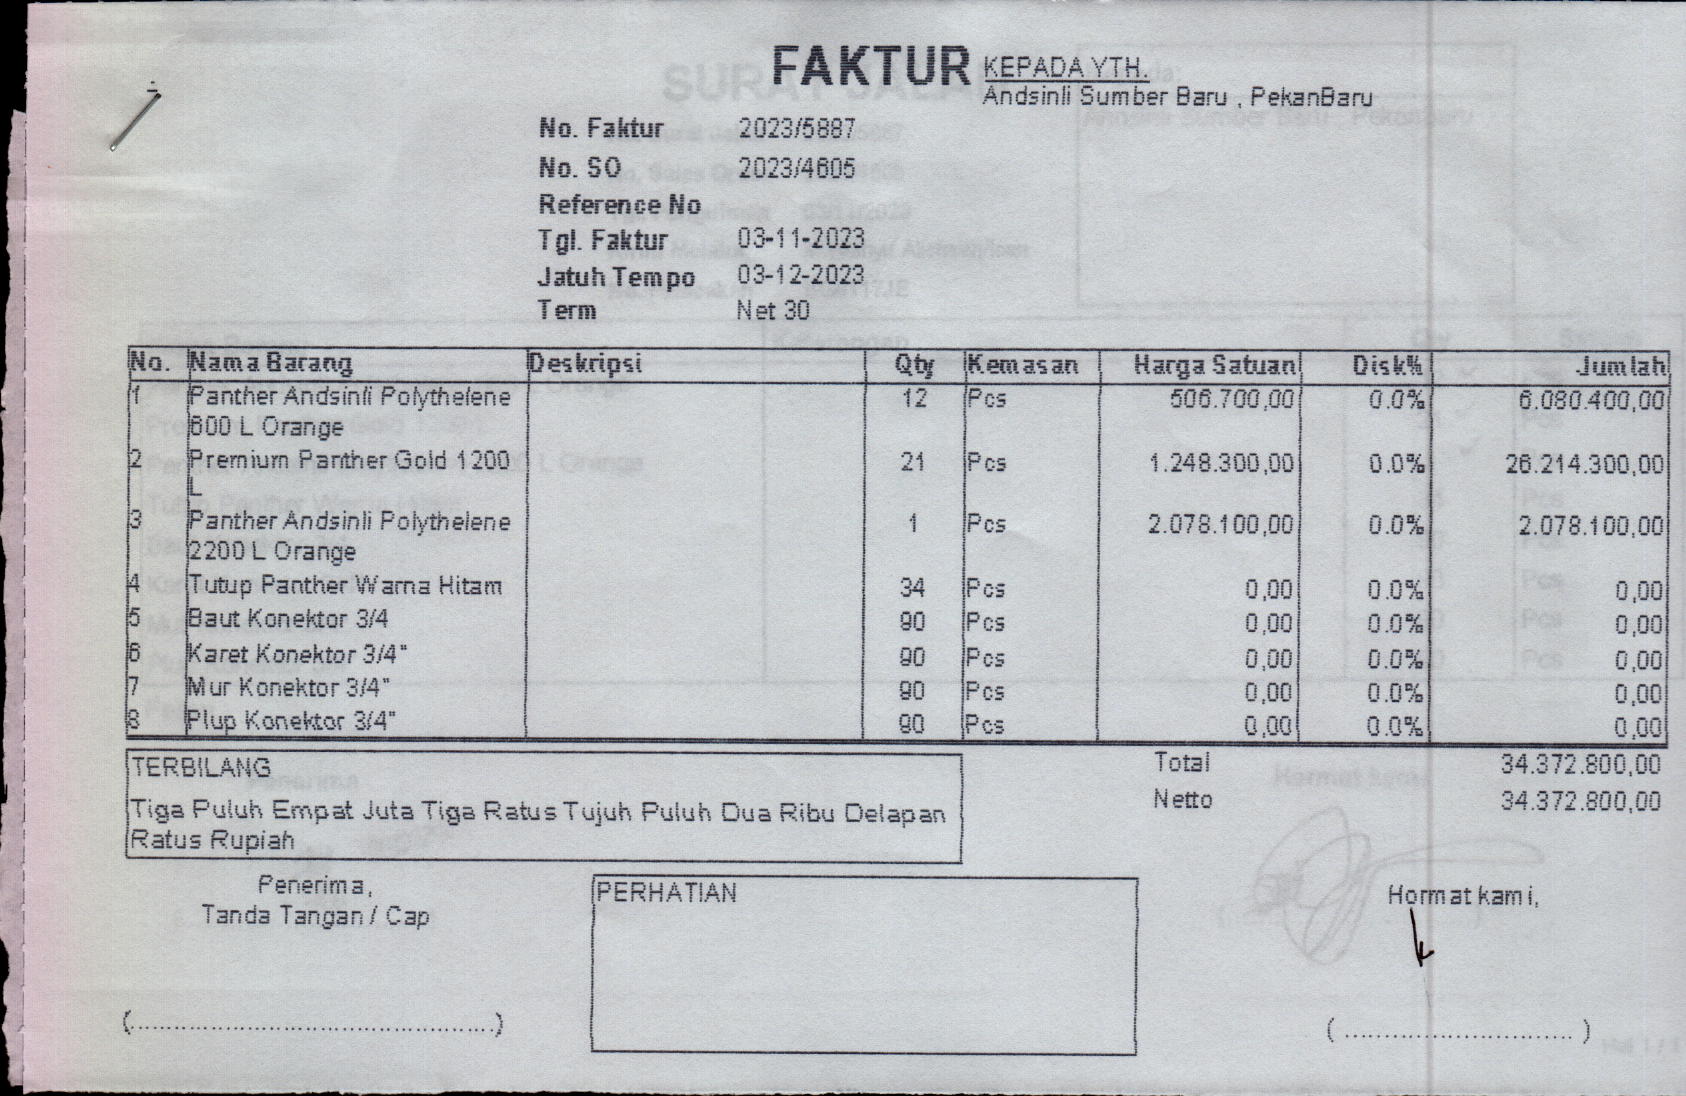 FAKTUR
KEPADA YTH.
Andsinli Sumber Baru , PekanBaru
No. Faktur 2023/5887
No. SO 2023/4605
Reference No
Tgl. Faktur 03-11-2023
Jatuh Tempo 03-12-2023
Term Net 30
No. Nama Barang Deskripsi Qty Kemasan Harga Satuan Disk% Jumlah
1 Panther Andsinli Polythelene 12 Pcs 506.700,00 0.0% 6.080.400,00
600 L Orange
2 Premium Panther Gold 1200 21 Pcs 1.248.300,00 0.0% 26.214.300,00
L
3 Panther Andsinli Polythelene 1 Pcs 2.078.100,00 0.0% 2.078.100,00
2200 L Orange
4 Tutup Panther Warna Hitam 34 Pcs 0,00 0.0% 0,00
5 Baut Konektor 3/4 90 Pcs 0,00 0.0% 0,00
6 Karet Konektor 3/4" 90 Pcs 0,00 0.0% 0,00
7 Mur Konektor 3/4" 90 Pcs 0,00 0.0% 0,00
8 Plup Konektor 3/4" 90 Pcs 0,00 0.0% 0,00
TERBILANG
Tiga Puluh Empat Juta Tiga Ratus Tujuh Puluh Dua Ribu Delapan
Ratus Rupiah
Total 34.372.800,00
Netto 34.372.800,00
Penerima,
Tanda Tangan / Cap
PERHATIAN
Hormat kami,
(..............................................)
( ............................ )